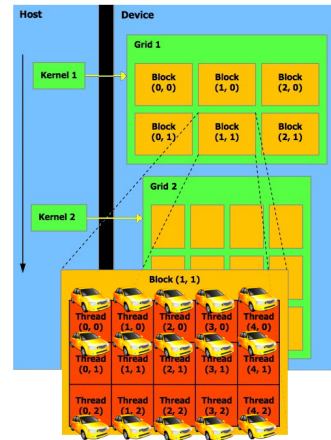 Host
Device
Grid 1
Kernel 1
Block
(0, 0)
Block
(1, 0)
Block
(2, 0)
Block
(0, 1)
Block
(1, 1)
Block
(2, 1)
Grid 2
Kernel 2
Block (1, 1)
Thread
(0, 0)
Thread
(1, 0)
Thread
(2, 0)
Thread
(3, 0)
Thread
(4, 0)
Thread
(0, 1)
Thread
(1, 1)
Thread
(2, 1)
Thread
(3, 1)
Thread
(4, 1)
Thread
(0, 2)
Thread
(1, 2)
Thread
(2, 2)
Thread
(3, 2)
Thread
(4, 2)